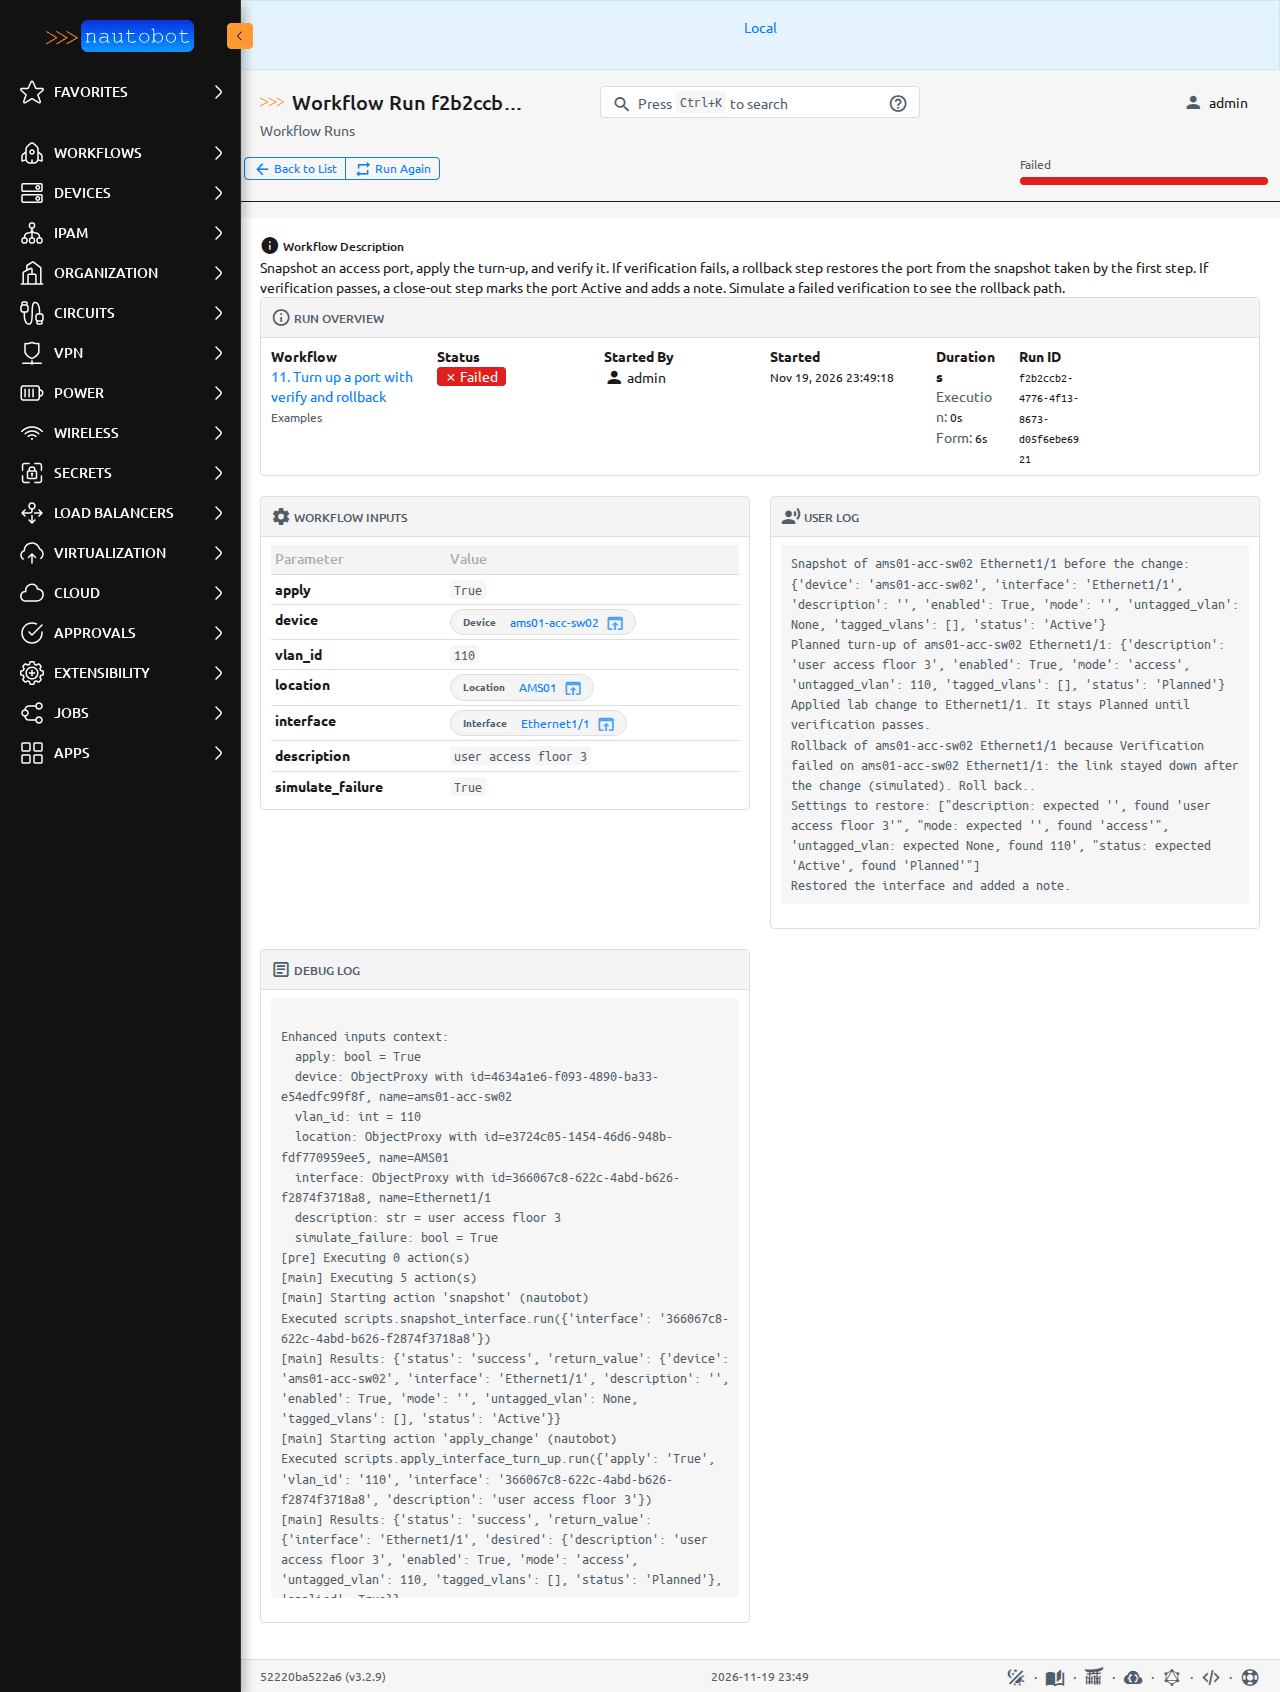 nautobot
FAVORITES
WORKFLOWS
DEVICES
IPAM
ORGANIZATION
CIRCUITS
VPN
POWER
WIRELESS
SECRETS
LOAD BALANCERS
VIRTUALIZATION
CLOUD
APPROVALS
EXTENSIBILITY
JOBS
APPS
Local
Workflow Run f2b2ccb...
Press Ctrl+K to search
admin
Workflow Runs
Back to List
Run Again
Failed
Workflow Description
Snapshot an access port, apply the turn-up, and verify it. If verification fails, a rollback step restores the port from the snapshot taken by the first step. If
verification passes, a close-out step marks the port Active and adds a note. Simulate a failed verification to see the rollback path.
RUN OVERVIEW
Workflow
11. Turn up a port with
verify and rollback
Examples
Status
× Failed
Started By
admin
Started
Nov 19, 2026 23:49:18
Duration
s
Executio
n: 0s
Form: 6s
Run ID
f2b2ccb2-
4776-4f13-
8673-
d05f6ebe69
21
WORKFLOW INPUTS
Parameter Value
apply True
device Device ams01-acc-sw02
vlan_id 110
location Location AMS01
interface Interface Ethernet1/1
description user access floor 3
simulate_failure True
USER LOG
Snapshot of ams01-acc-sw02 Ethernet1/1 before the change:
{'device': 'ams01-acc-sw02', 'interface': 'Ethernet1/1',
'description': '', 'enabled': True, 'mode': '', 'untagged_vlan':
None, 'tagged_vlans': [], 'status': 'Active'}
Planned turn-up of ams01-acc-sw02 Ethernet1/1: {'description':
'user access floor 3', 'enabled': True, 'mode': 'access',
'untagged_vlan': 110, 'tagged_vlans': [], 'status': 'Planned'}
Applied lab change to Ethernet1/1. It stays Planned until
verification passes.
Rollback of ams01-acc-sw02 Ethernet1/1 because Verification
failed on ams01-acc-sw02 Ethernet1/1: the link stayed down after
the change (simulated). Roll back..
Settings to restore: ["description: expected '', found 'user
access floor 3'", "mode: expected '', found 'access'",
'untagged_vlan: expected None, found 110', "status: expected
'Active', found 'Planned'"]
Restored the interface and added a note.
DEBUG LOG
Enhanced inputs context:
apply: bool = True
device: ObjectProxy with id=4634a1e6-f093-4890-ba33-
e54edfc99f8f, name=ams01-acc-sw02
vlan_id: int = 110
location: ObjectProxy with id=e3724c05-1454-46d6-948b-
fdf770959ee5, name=AMS01
interface: ObjectProxy with id=366067c8-622c-4abd-b626-
f2874f3718a8, name=Ethernet1/1
description: str = user access floor 3
simulate_failure: bool = True
[pre] Executing 0 action(s)
[main] Executing 5 action(s)
[main] Starting action 'snapshot' (nautobot)
Executed scripts.snapshot_interface.run({'interface': '366067c8-
622c-4abd-b626-f2874f3718a8'})
[main] Results: {'status': 'success', 'return_value': {'device':
'ams01-acc-sw02', 'interface': 'Ethernet1/1', 'description': '',
'enabled': True, 'mode': '', 'untagged_vlan': None,
'tagged_vlans': [], 'status': 'Active'}}
[main] Starting action 'apply_change' (nautobot)
Executed scripts.apply_interface_turn_up.run({'apply': 'True',
'vlan_id': '110', 'interface': '366067c8-622c-4abd-b626-
f2874f3718a8', 'description': 'user access floor 3'})
[main] Results: {'status': 'success', 'return_value':
{'interface': 'Ethernet1/1', 'desired': {'description': 'user
access floor 3', 'enabled': True, 'mode': 'access',
'untagged_vlan': 110, 'tagged_vlans': [], 'status': 'Planned'},
52220ba522a6 (v3.2.9)
2026-11-19 23:49